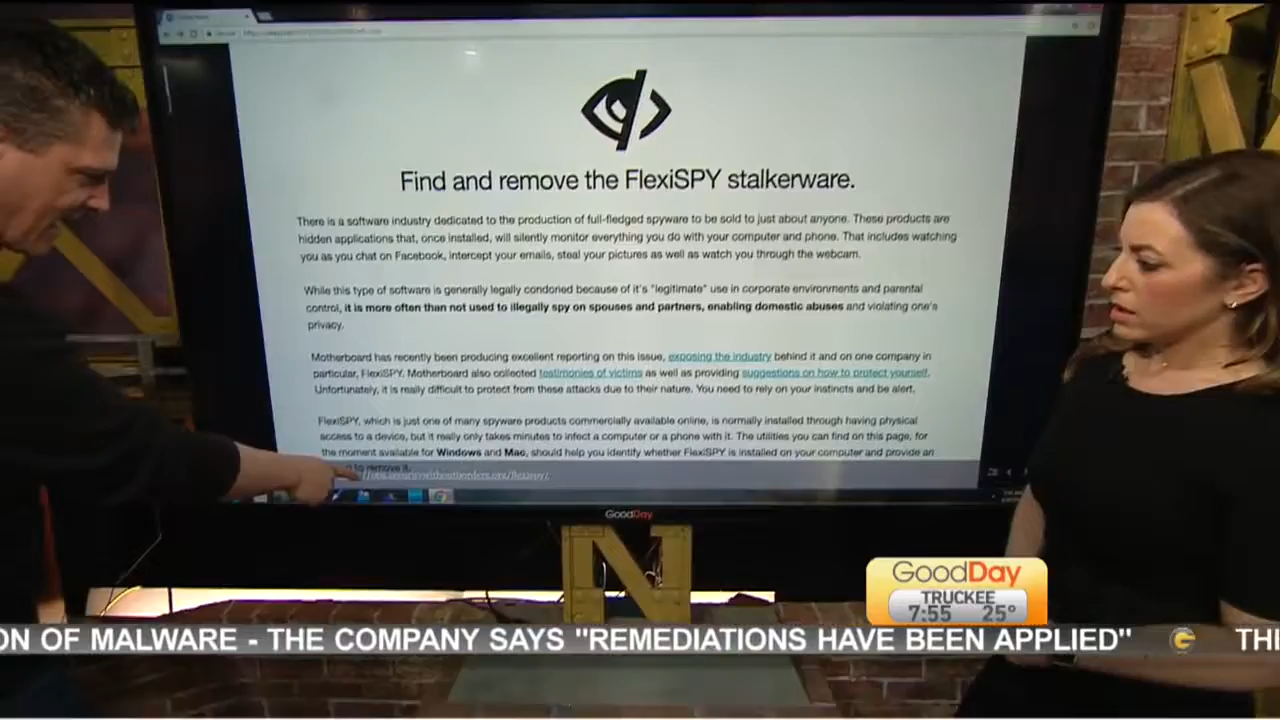 Find and remove the FlexiSPY stalkerware.
There is a software industry dedicated to the production of full-fledged spyware to be sold to just about anyone. These products are
hidden applications that, once installed, will silently monitor everything you do with your computer and phone. That includes watching
you as you chat on Facebook, intercept your emails, steal your pictures as well as watch you through the webcam.
While this type of software is generally legally condoned because of it's "legitimate" use in corporate environments and parental
control, it is more often than not used to illegally spy on spouses and partners, enabling domestic abuses and violating one's
privacy.
Motherboard has recently been producing excellent reporting on this issue, exposing the industry behind it and on one company in
particular, FlexiSPY. Motherboard also collected testimonies of victims as well as providing suggestions on how to protect yourself.
Unfortunately, it is really difficult to protect from these attacks due to their nature. You need to rely on your instincts and be alert.
FlexiSPY, which is just one of many spyware products commercially available online, is normally installed through having physical
access to a device, but it really only takes minutes to infect a computer or a phone with it. The utilities you can find on this page, for
the moment available for Windows and Mac, should help you identify whether FlexiSPY is installed on your computer and provide an
to remove it.
GoodDay
N
GoodDay
TRUCKEE
7:55 25°
ON OF MALWARE - THE COMPANY SAYS "REMEDIATIONS HAVE BEEN APPLIED" THE